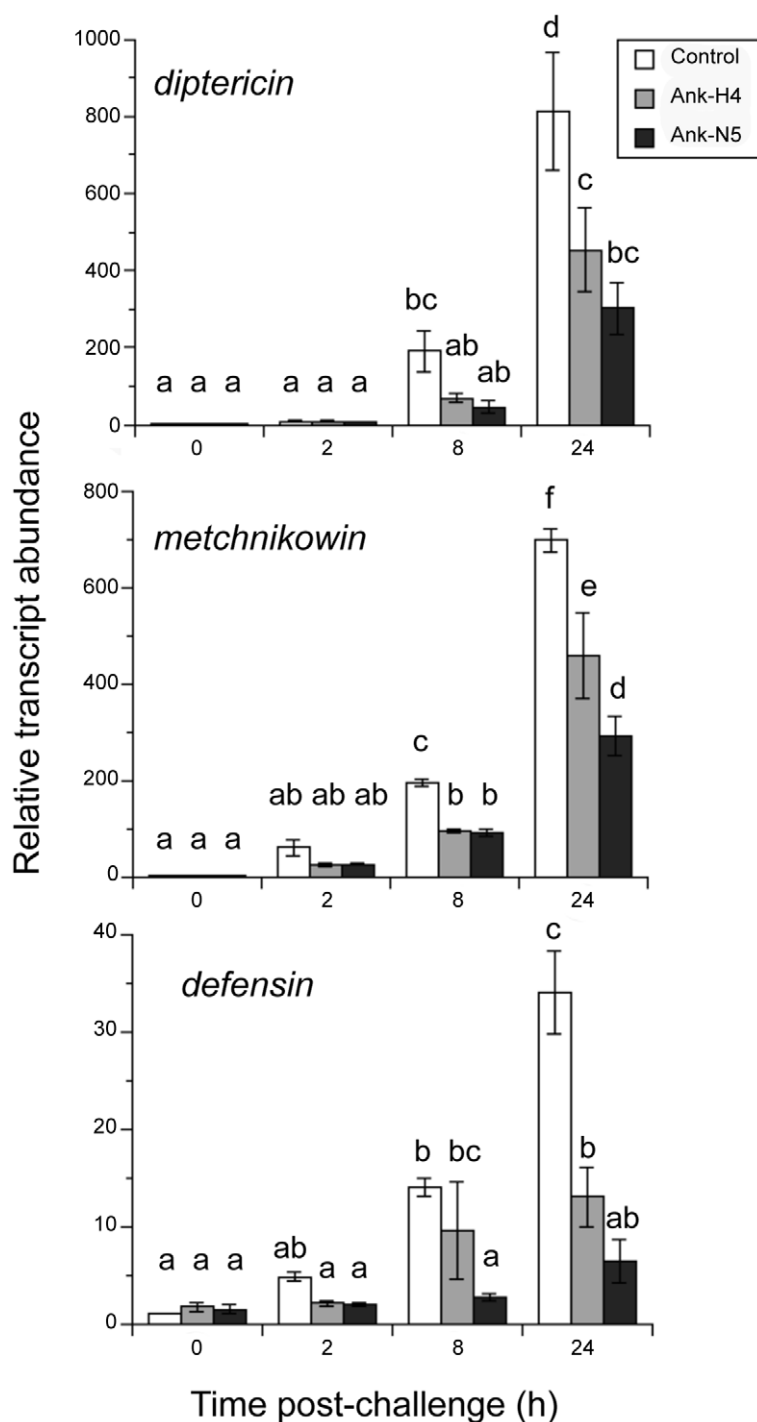 Relative transcript abundance
1000
800
600
400
200
0
diptericin
d
c
bc
bc
ab
ab
a a a
a a a
0 2 8 24
Control
Ank-H4
Ank-N5
800
600
400
200
0
metchnikowin
f
e
d
c
b b
ab ab ab
a a a
0 2 8 24
40
30
20
10
0
defensin
c
b bc
b
ab
ab
a a
a
a a a
0 2 8 24
Time post-challenge (h)